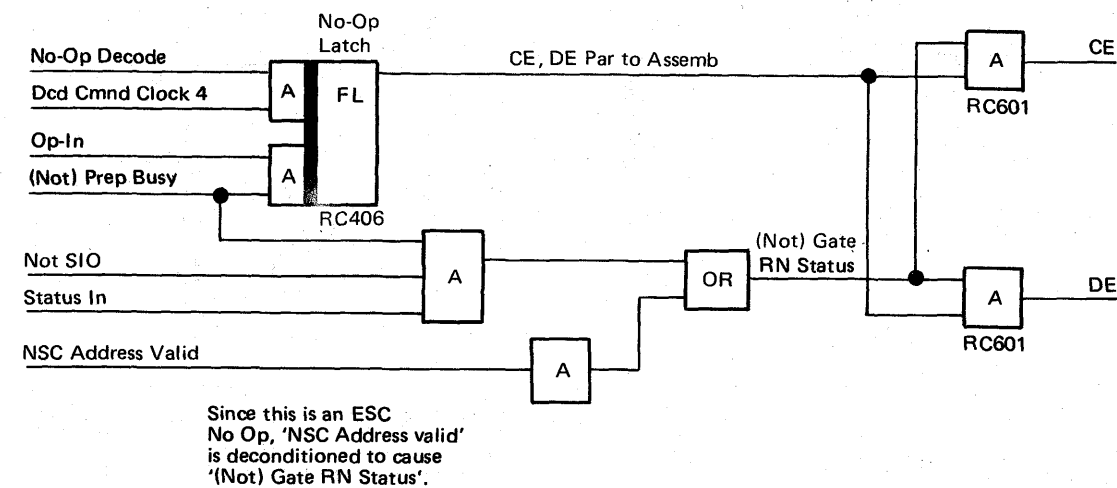 No-Op
Latch
No-Op Decode
CE, DE Par to Assemb
CE
A
A
FL
Dcd Cmnd Clock 4
RC601
Op-In
A
(Not) Prep Busy
RC406
(Not) Gate
RN Status
Not SIO
A
OR
DE
A
Status In
RC601
NSC Address Valid
A
Since this is an ESC
No Op, 'NSC Address valid'
is deconditioned to cause
'(Not) Gate RN Status'.